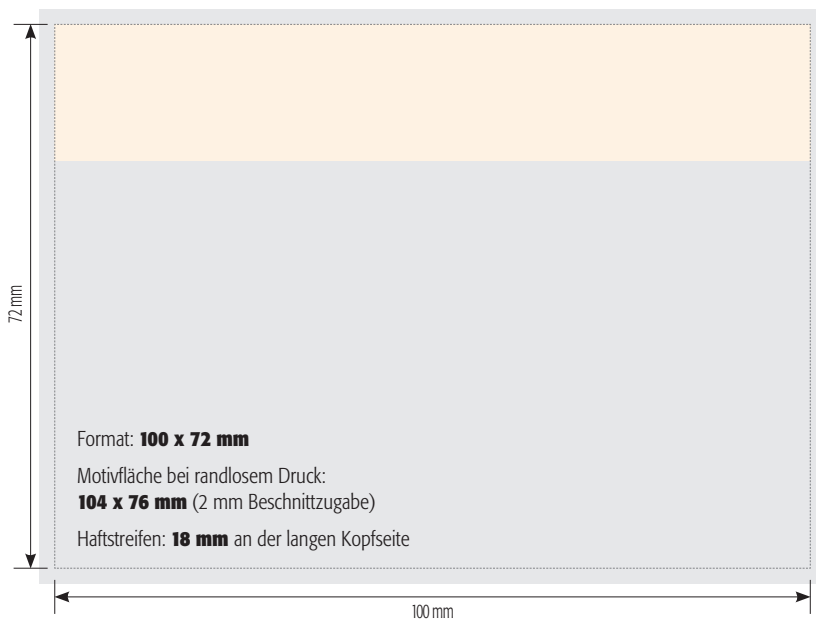 72 mm
Format: 100 x 72 mm
Motivfläche bei randlosem Druck:
104 x 76 mm (2 mm Beschnittzugabe)
Haftstreifen: 18 mm an der langen Kopfseite
100 mm